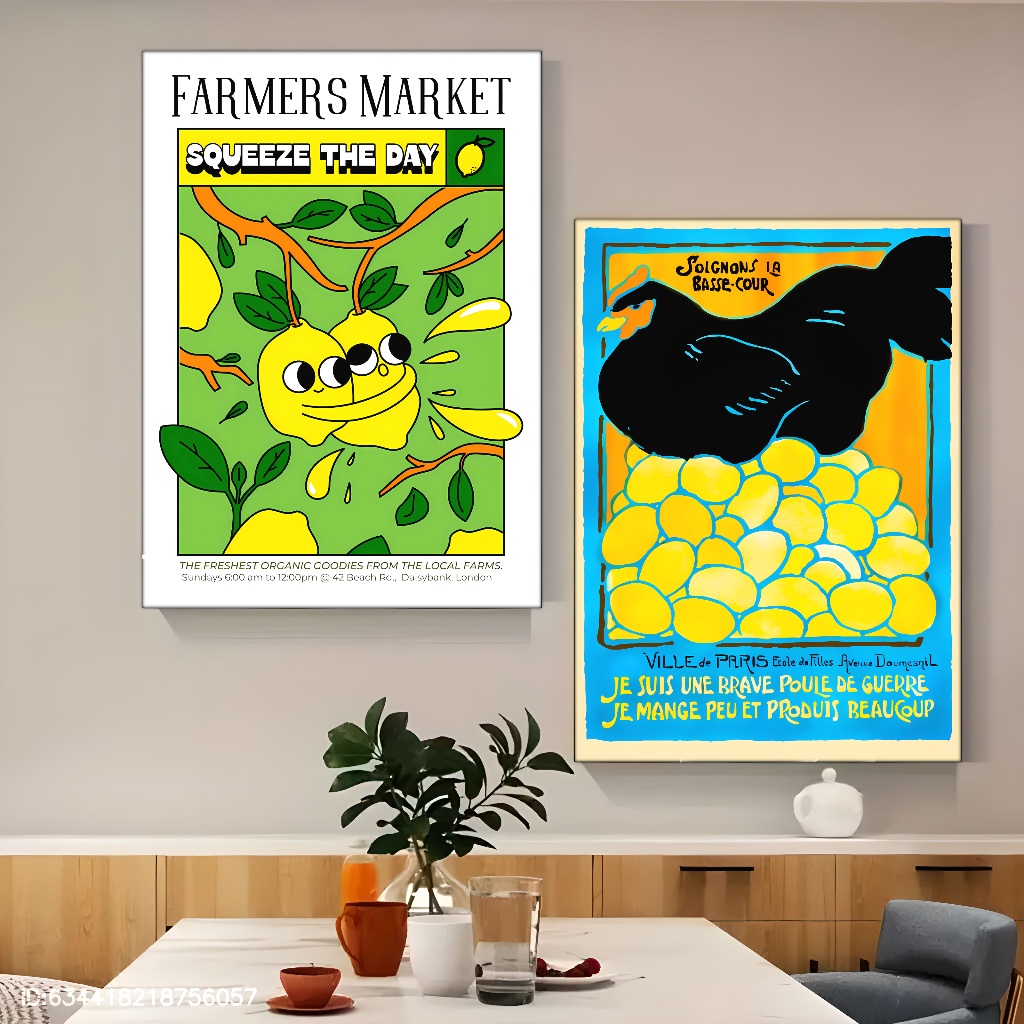 FARMERS MARKET
SQUEEZE THE DAY
THE FRESHEST ORGANIC GOODIES FROM THE LOCAL FARMS.
Sundays 6:00 am to 12:00pm @ 42 Beach Rd., Daisybank, London
SOIGNONS LA
BASSE-COUR
VILLE de PARIS Ecole de Filles Avenue Daumesnil
JE SUIS UNE BRAVE POULE DE GUERRE
JE MANGE PEU ET PRODUIS BEAUCOUP
ID:634418218756057